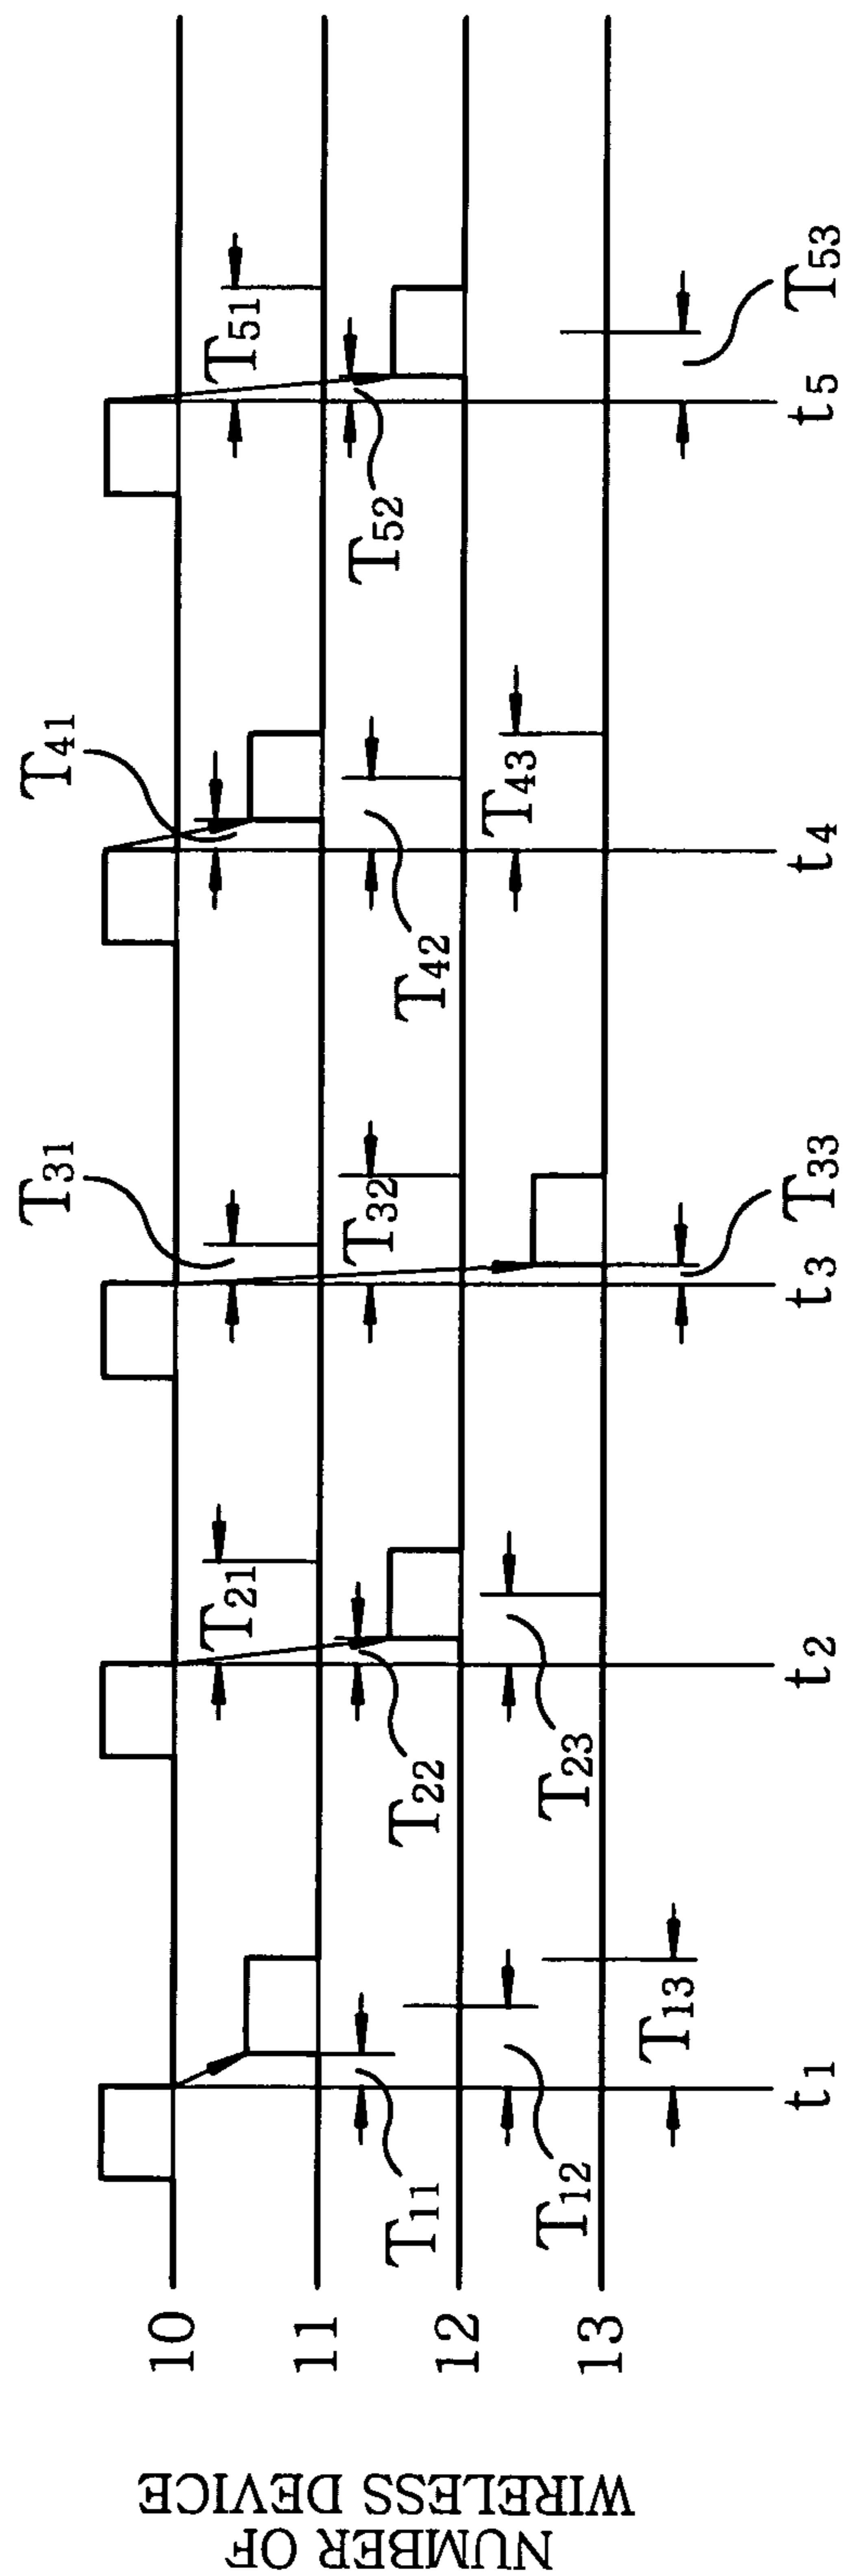 NUMBER OF
WIRELESS DEVICE
10
11
12
13
T11
T12
T13
t1
T21
T22
T23
t2
T31
T32
T33
t3
T41
T42
T43
t4
T51
T52
T53
t5